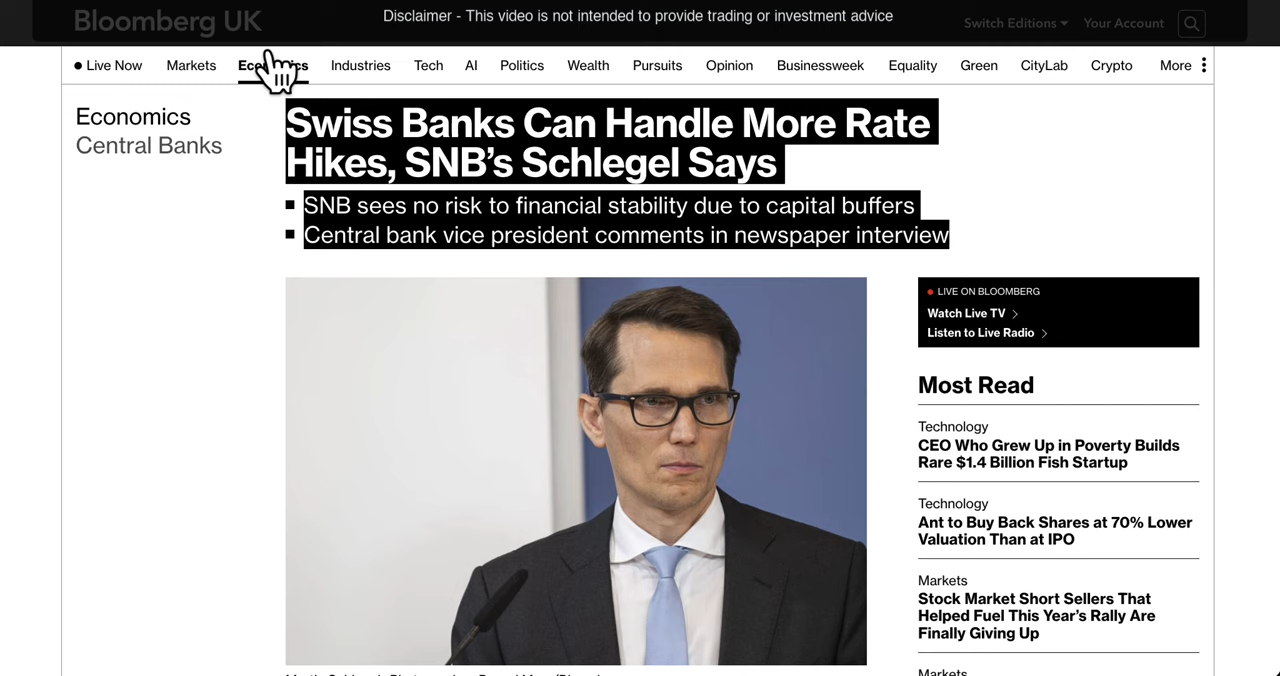 Disclaimer - This video is not intended to provide trading or investment advice
Bloomberg UK
Switch Editions
Your Account
Live Now
Markets
Economics
Industries
Tech
AI
Politics
Wealth
Pursuits
Opinion
Businessweek
Equality
Green
CityLab
Crypto
More
Economics
Central Banks
Swiss Banks Can Handle More Rate
Hikes, SNB’s Schlegel Says
SNB sees no risk to financial stability due to capital buffers
Central bank vice president comments in newspaper interview
LIVE ON BLOOMBERG
Watch Live TV
Listen to Live Radio
Most Read
Technology
CEO Who Grew Up in Poverty Builds
Rare $1.4 Billion Fish Startup
Technology
Ant to Buy Back Shares at 70% Lower
Valuation Than at IPO
Markets
Stock Market Short Sellers That
Helped Fuel This Year’s Rally Are
Finally Giving Up
Markets